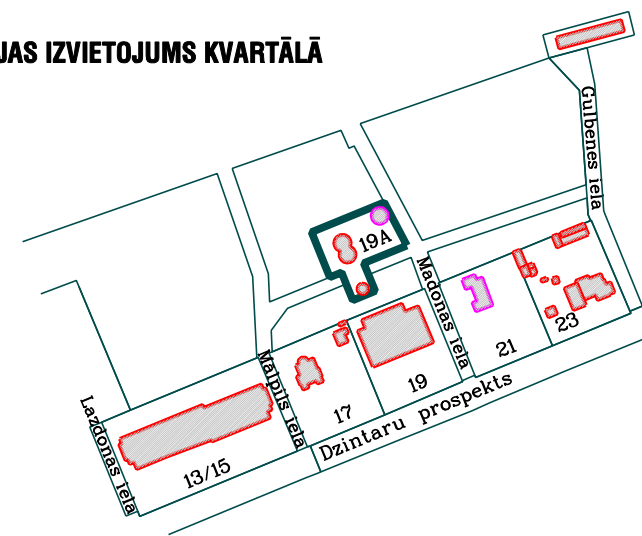 JAS IZVIETOJUMS KVARTĀLĀ
Gulbenes iela
19A
Madonas iela
23
21
19
17
Malpils iela
Dzintaru prospekts
Lazdonas iela
13/15